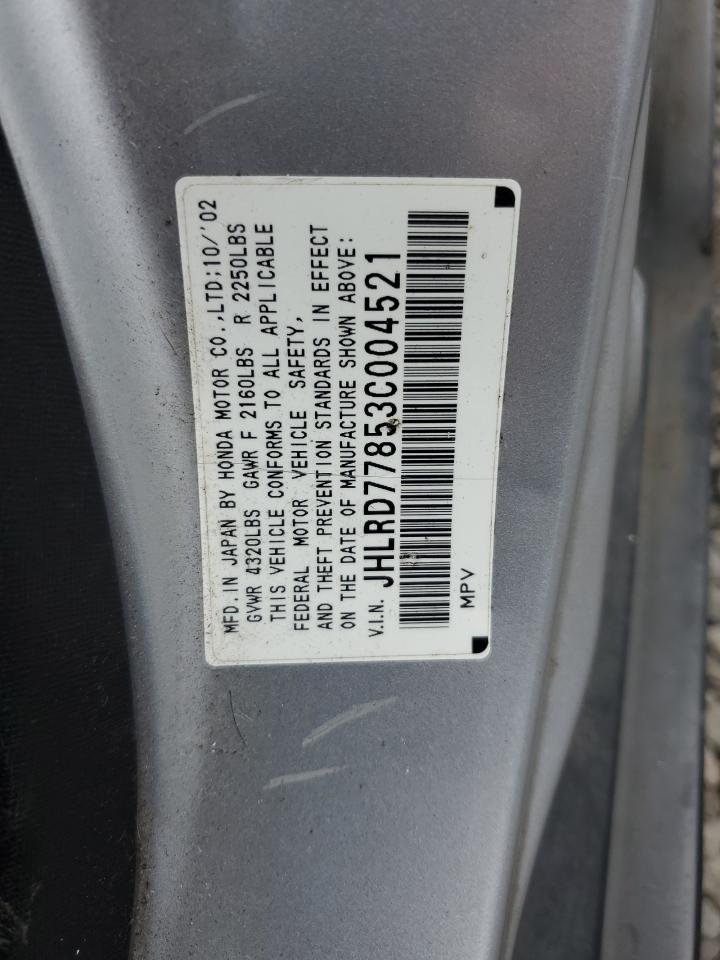 MFD. IN JAPAN BY HONDA MOTOR CO.,LTD;10/'02
GVWR 4320LBS GAWR F 2160LBS R 2250LBS
THIS VEHICLE CONFORMS TO ALL APPLICABLE
FEDERAL MOTOR VEHICLE SAFETY,
AND THEFT PREVENTION STANDARDS IN EFFECT
ON THE DATE OF MANUFACTURE SHOWN ABOVE:
V.I.N. JHLRD77853C004521
MPV